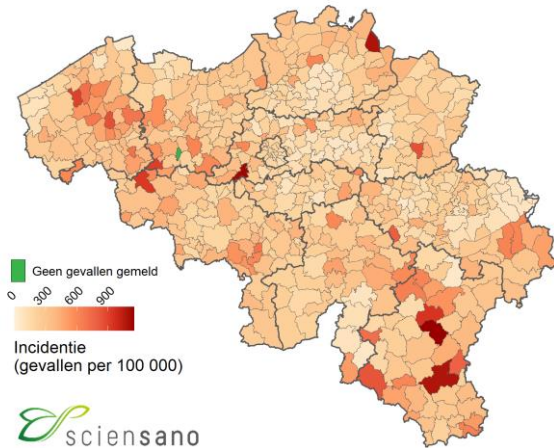 Geen gevallen gemeld
0 300 600 900
Incidentie
(gevallen per 100 000)
sciensano